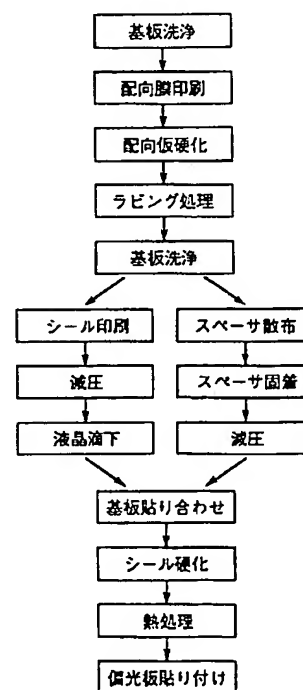 基板洗浄
配向膜印刷
配向仮硬化
ラビング処理
基板洗浄
シール印刷
スペーサ散布
減圧
スペーサ固着
液晶滴下
減圧
基板貼り合わせ
シール硬化
熱処理
偏光板貼り付け